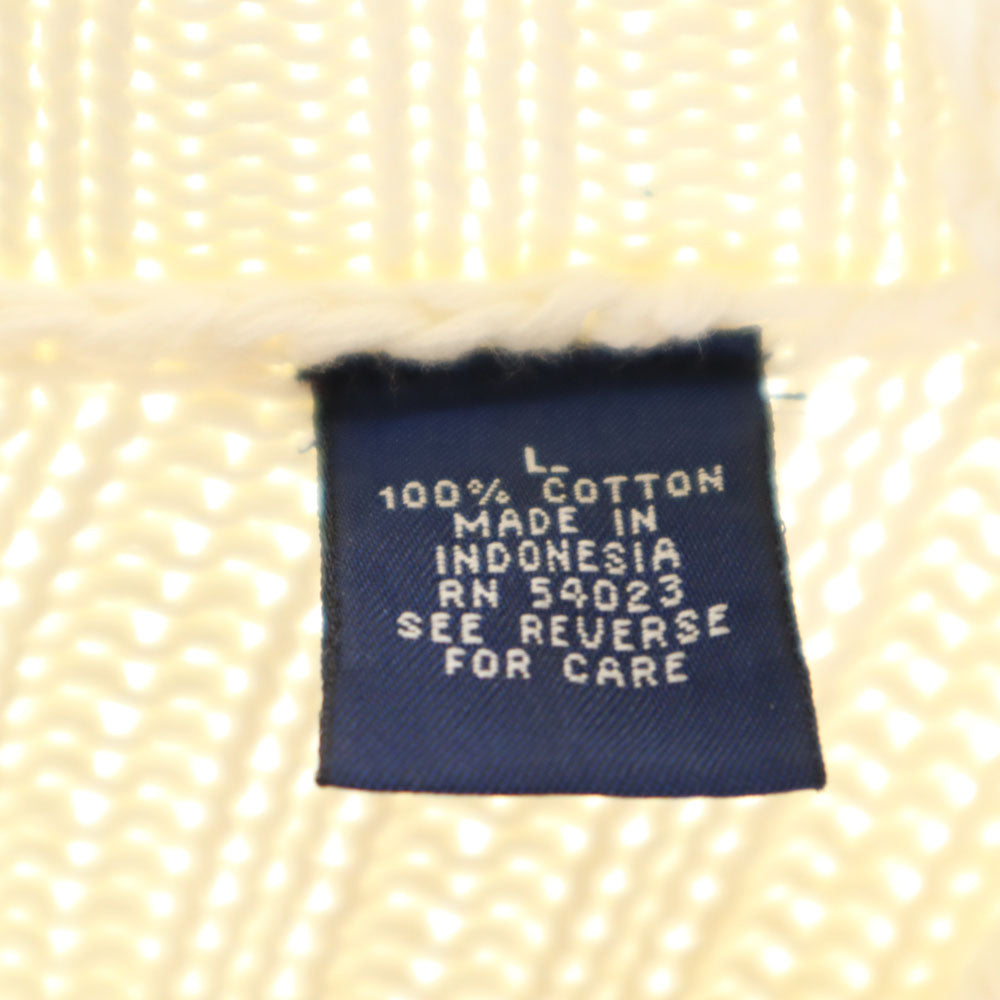 L
100% COTTON
MADE IN
INDONESIA
RN 54023
SEE REVERSE
FOR CARE